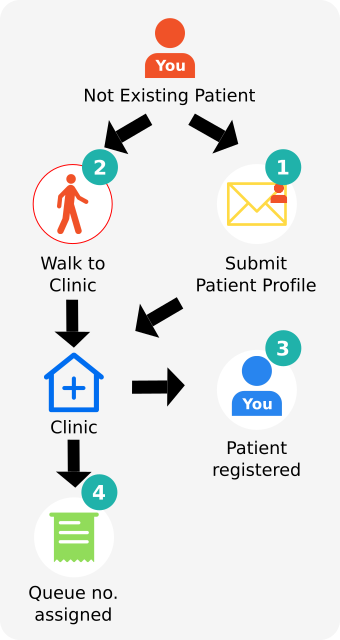 You
Not Existing Patient
2
1
Walk to
Clinic
Submit
Patient Profile
3
You
Clinic
Patient
registered
4
Queue no.
assigned